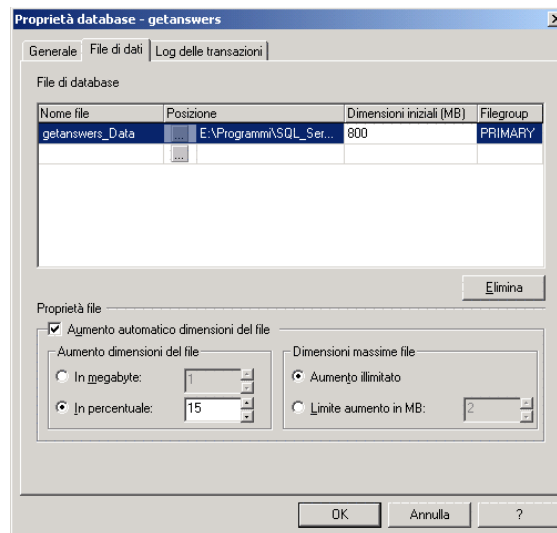 Proprietà database - getanswers
Generale File di dati Log delle transazioni
File di database
Nome file Posizione Dimensioni iniziali (MB) Filegroup
getanswers_Data ... E:\Programmi\SQL_Ser... 800 PRIMARY
...
Elimina
Proprietà file
Aumento automatico dimensioni del file
Aumento dimensioni del file Dimensioni massime file
In megabyte: 1 Aumento illimitato
In percentuale: 15 Limite aumento in MB: 2
OK Annulla ?